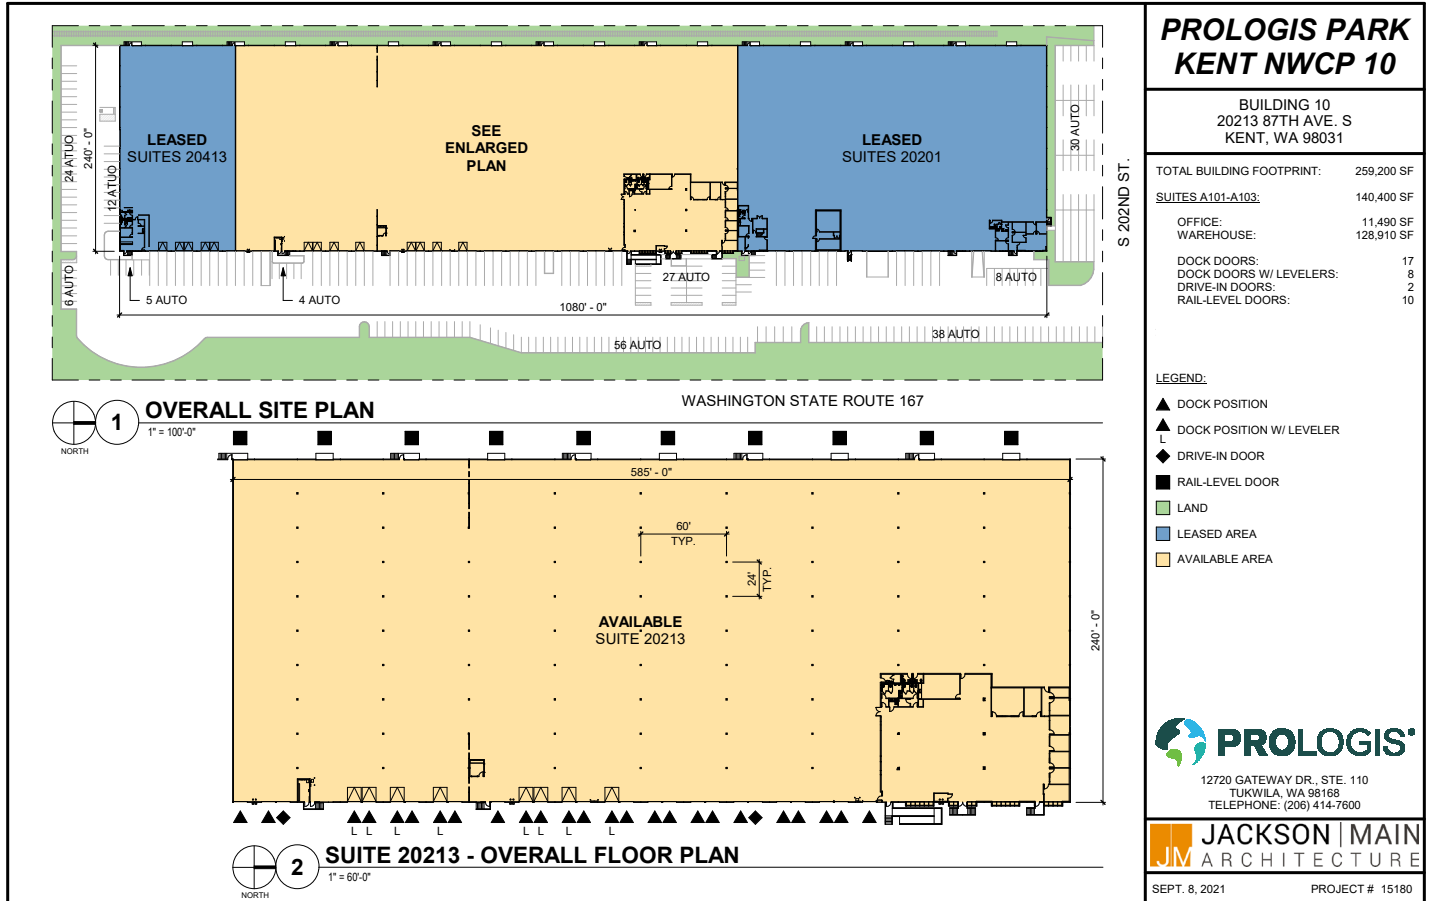 24 ATUO
240' - 0"
12 ATUO
LEASED
SUITES 20413
SEE
ENLARGED
PLAN
LEASED
SUITES 20201
30 AUTO
S 202ND ST.
6 AUTO
5 AUTO
4 AUTO
27 AUTO
8 AUTO
1080' - 0"
56 AUTO
38 AUTO
1
OVERALL SITE PLAN
1" = 100'-0"
NORTH
WASHINGTON STATE ROUTE 167
585' - 0"
60'
TYP.
24'
TYP.
AVAILABLE
SUITE 20213
240' - 0"
L L L L L L L L
2
SUITE 20213 - OVERALL FLOOR PLAN
1" = 60'-0"
NORTH
PROLOGIS PARK
KENT NWCP 10
BUILDING 10
20213 87TH AVE. S
KENT, WA 98031
TOTAL BUILDING FOOTPRINT: 259,200 SF
SUITES A101-A103: 140,400 SF
OFFICE: 11,490 SF
WAREHOUSE: 128,910 SF
DOCK DOORS: 17
DOCK DOORS W/ LEVELERS: 8
DRIVE-IN DOORS: 2
RAIL-LEVEL DOORS: 10
LEGEND:
DOCK POSITION
DOCK POSITION W/ LEVELER
L
DRIVE-IN DOOR
RAIL-LEVEL DOOR
LAND
LEASED AREA
AVAILABLE AREA
PROLOGIS
12720 GATEWAY DR., STE. 110
TUKWILA, WA 98168
TELEPHONE: (206) 414-7600
JM
JACKSON | MAIN
ARCHITECTURE
SEPT. 8, 2021 PROJECT # 15180